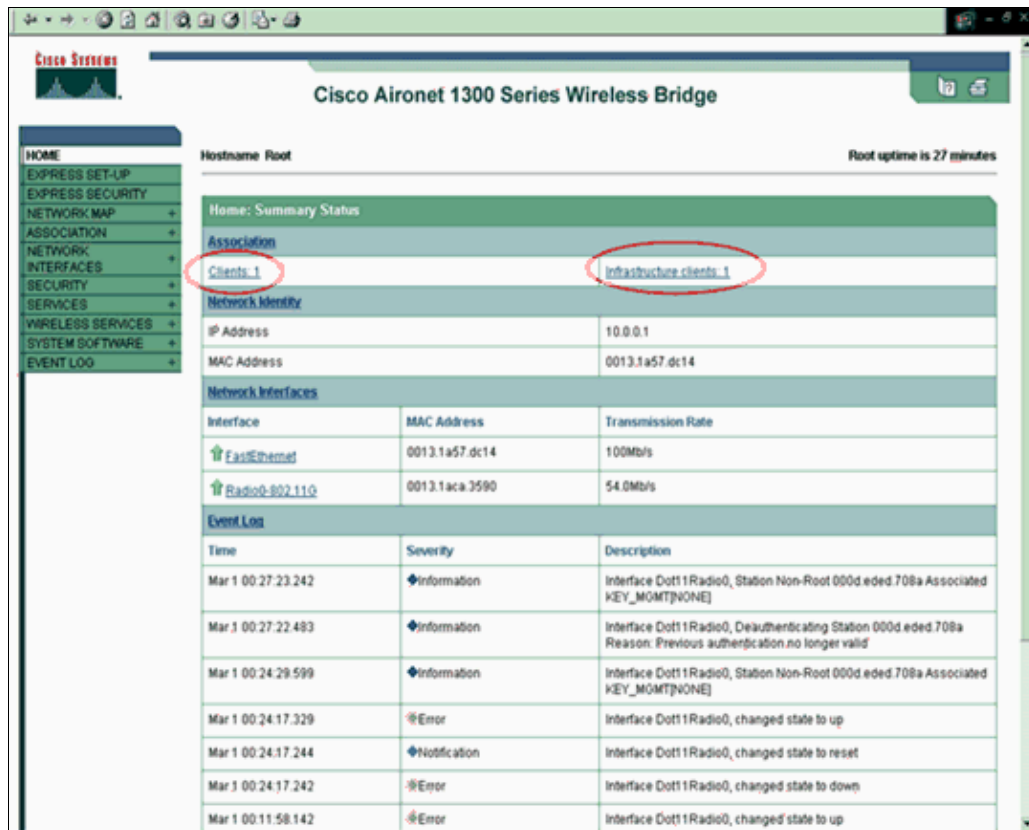 CISCO SYSTEMS
Cisco Aironet 1300 Series Wireless Bridge
HOME
EXPRESS SET-UP
EXPRESS SECURITY
NETWORK MAP +
ASSOCIATION +
NETWORK INTERFACES +
SECURITY +
SERVICES +
WIRELESS SERVICES +
SYSTEM SOFTWARE +
EVENT LOG +
Hostname Root Root uptime is 27 minutes
Home: Summary Status
Association
Clients: 1 Infrastructure clients: 1
Network Identity
IP Address 10.0.0.1
MAC Address 0013.1a57.dc14
Network Interfaces
Interface MAC Address Transmission Rate
FastEthernet 0013.1a57.dc14 100Mb/s
Radio0-802.11G 0013.1aca.3590 54.0Mb/s
Event Log
Time Severity Description
Mar 1 00:27:23.242 Information Interface Dot11Radio0, Station Non-Root 000d.eded.708a Associated
KEY_MGMT[NONE]
Mar 1 00:27:22.483 Information Interface Dot11Radio0, Deauthenticating Station 000d.eded.708a
Reason: Previous authentication no longer valid
Mar 1 00:24:29.599 Information Interface Dot11Radio0, Station Non-Root 000d.eded.708a Associated
KEY_MGMT[NONE]
Mar 1 00:24:17.329 Error Interface Dot11Radio0, changed state to up
Mar 1 00:24:17.244 Notification Interface Dot11Radio0, changed state to reset
Mar 1 00:24:17.242 Error Interface Dot11Radio0, changed state to down
Mar 1 00:11:58.142 Error Interface Dot11Radio0, changed state to up